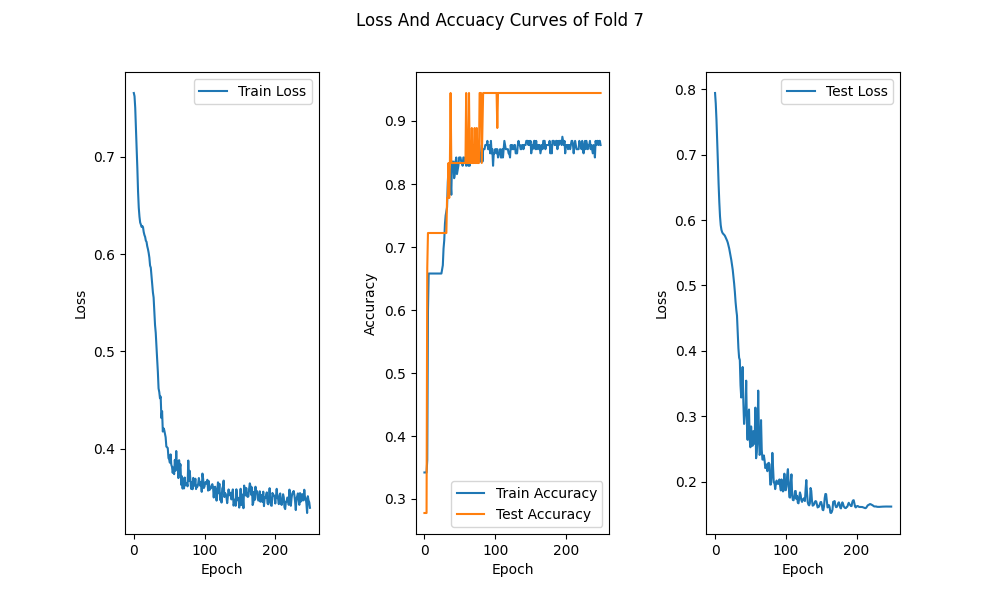 Loss And Accuacy Curves of Fold 7
Train Loss
0.7
0.6
0.5
0.4
Loss
0
100
200
Epoch
0.9
0.8
0.7
0.6
0.5
0.4
0.3
Accuracy
Train Accuracy
Test Accuracy
0
100
200
Epoch
Test Loss
0.8
0.7
0.6
0.5
0.4
0.3
0.2
Loss
0
100
200
Epoch